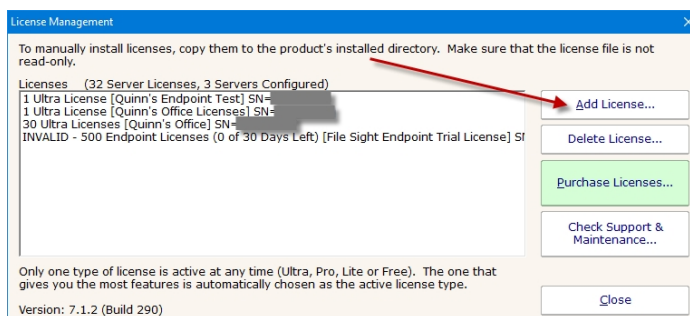 License Management
To manually install licenses, copy them to the product's installed directory.  Make sure that the license file is not
read-only.
Licenses    (32 Server Licenses, 3 Servers Configured)
1 Ultra License [Quinn's Endpoint Test] SN=
1 Ultra License [Quinn's Office Licenses] SN=
30 Ultra Licenses [Quinn's Office] SN=
INVALID - 500 Endpoint Licenses (0 of 30 Days Left) [File Sight Endpoint Trial License] SN
Add License...
Delete License...
Purchase Licenses...
Check Support &
Maintenance...
Only one type of license is active at any time (Ultra, Pro, Lite or Free).  The one that
gives you the most features is automatically chosen as the active license type.
Close
Version: 7.1.2 (Build 290)